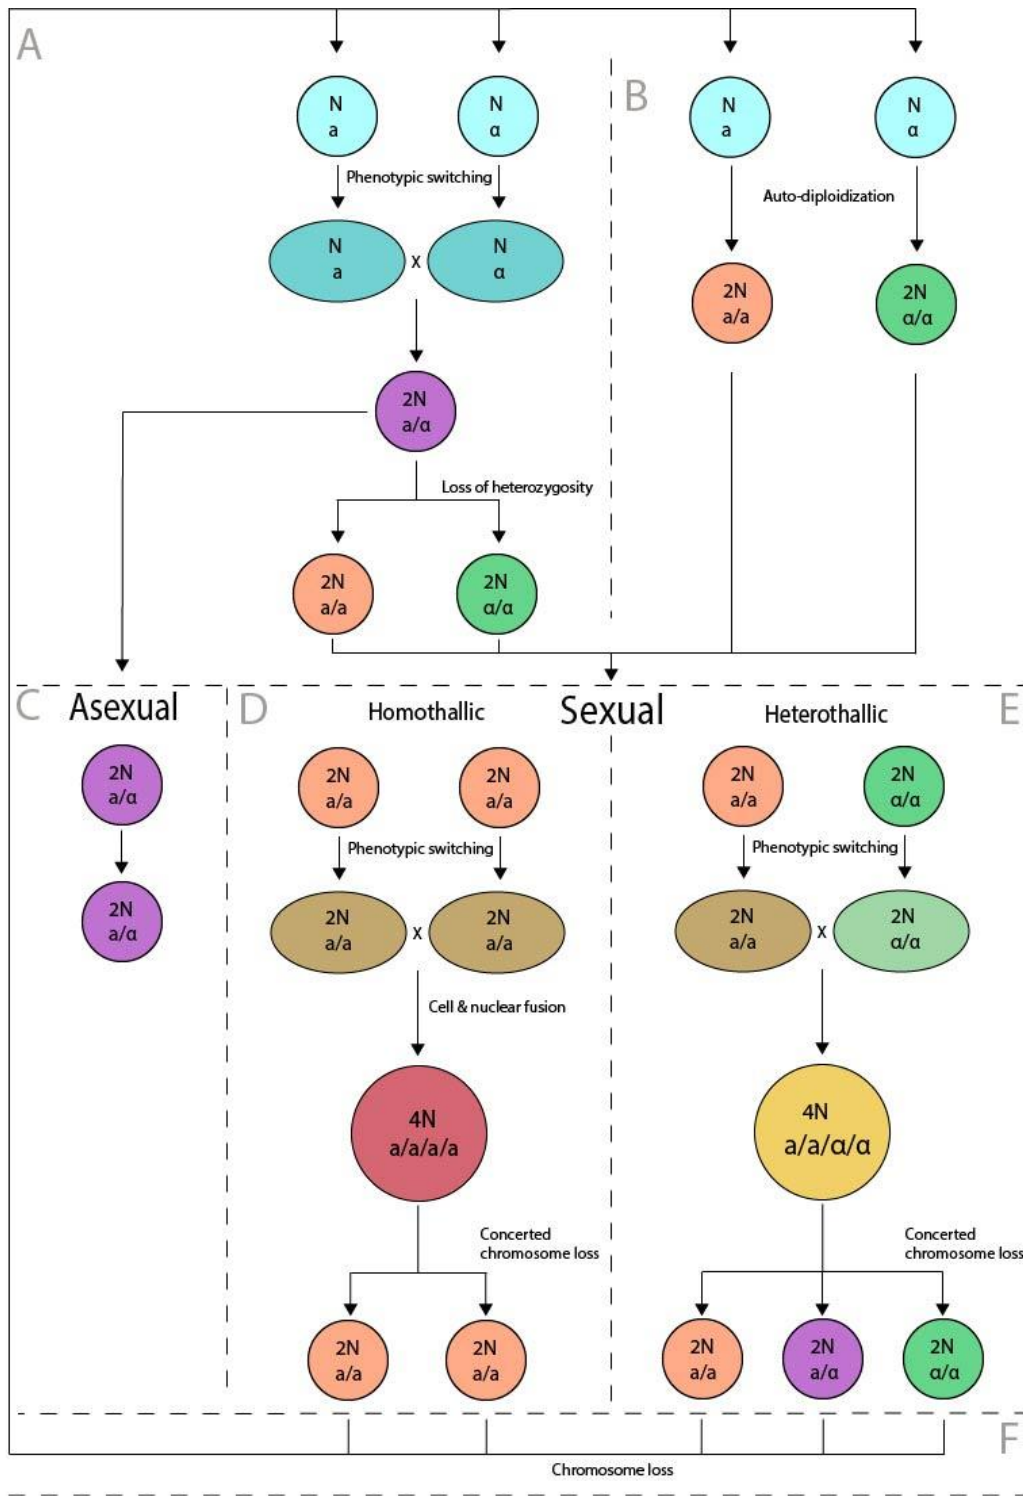 A
B
N
a
N
α
N
a
N
α
Phenotypic switching
Auto-diploidization
N
a
x
N
α
2N
a/a
2N
α/α
2N
a/α
Loss of heterozygosity
2N
a/a
2N
α/α
C
Asexual
D
Homothallic
Sexual
Heterothallic
E
2N
a/α
2N
a/a
2N
a/a
2N
a/a
2N
α/α
Phenotypic switching
Phenotypic switching
2N
a/α
2N
a/a
x
2N
a/a
2N
a/a
x
2N
α/α
Cell & nuclear fusion
4N
a/a/a/a
4N
a/a/α/α
Concerted
chromosome loss
Concerted
chromosome loss
2N
a/a
2N
a/a
2N
a/a
2N
a/α
2N
α/α
F
Chromosome loss